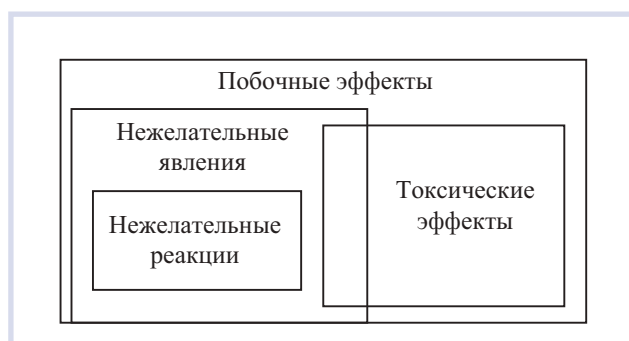 Побочные эффекты
Нежелательные
явления
Нежелательные
реакции
Токсические
эффекты